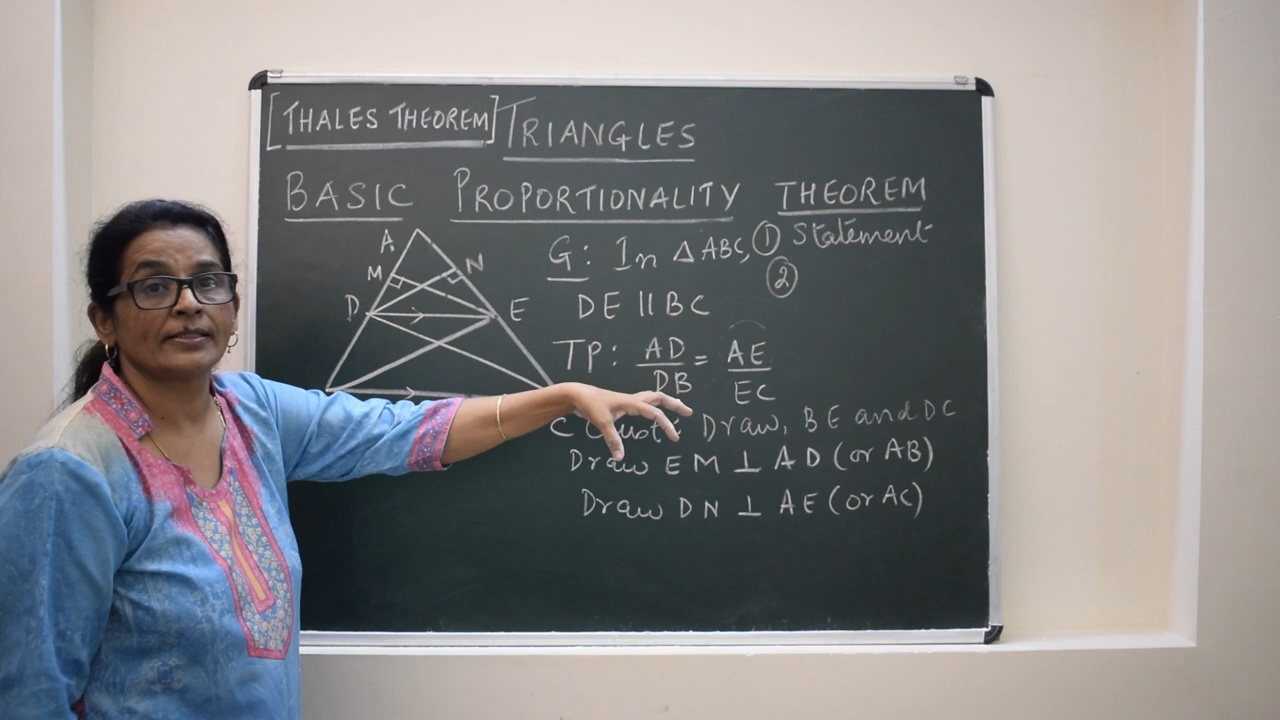 [THALES THEOREM] TRIANGLES
BASIC PROPORTIONALITY THEOREM
A
M
N
D
E
G: In △ABC, ① Statement
②
DE || BC
TP: AD/DB = AE/EC
C
Draw, BE and DC
Draw EM ⊥ AD (or AB)
Draw DN ⊥ AE (or AC)